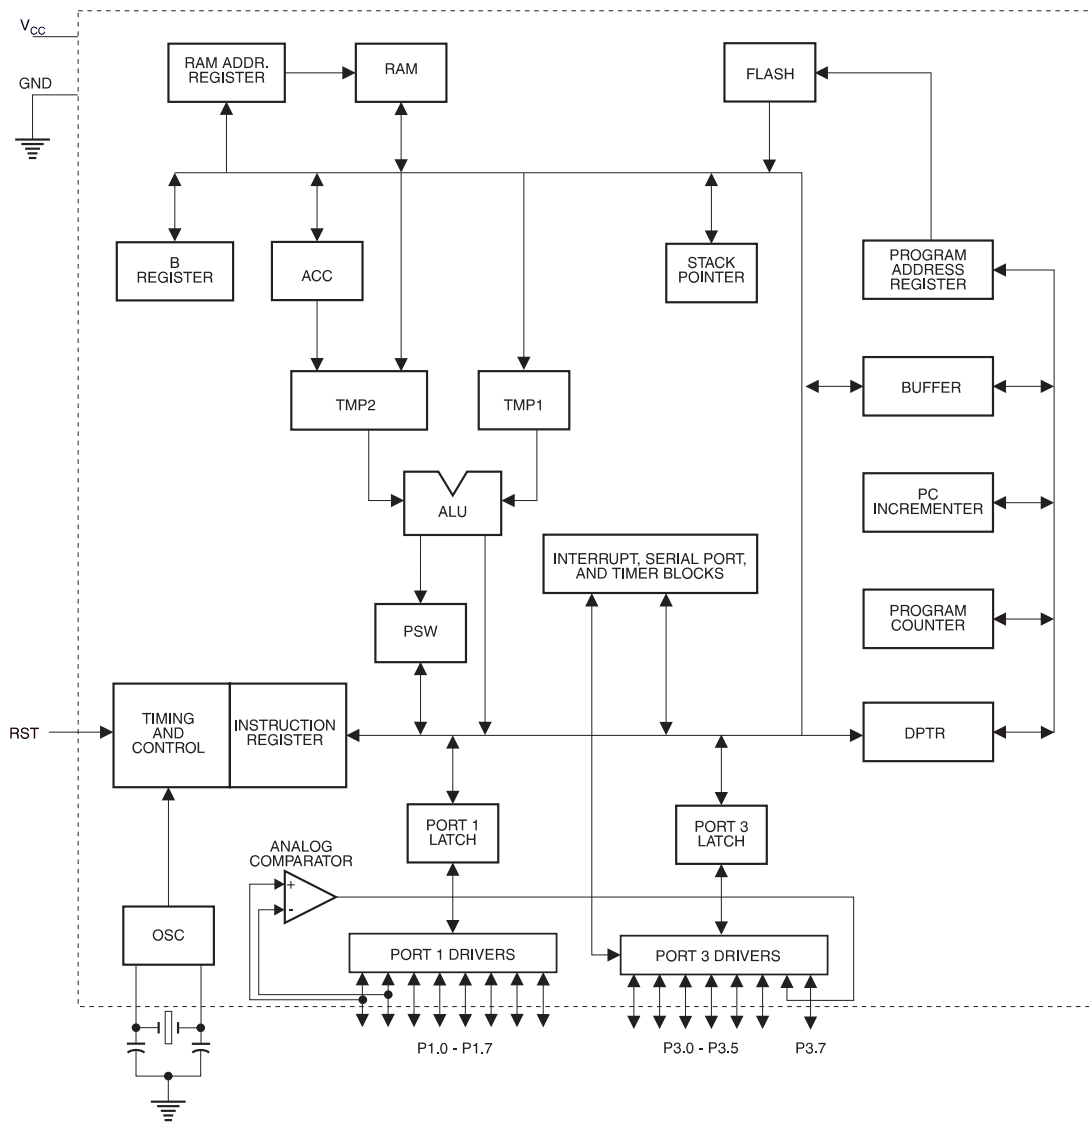 VCC
GND
RAM ADDR.
REGISTER
RAM
FLASH
B
REGISTER
ACC
STACK
POINTER
PROGRAM
ADDRESS
REGISTER
BUFFER
TMP2
TMP1
ALU
PC
INCREMENTER
INTERRUPT, SERIAL PORT,
AND TIMER BLOCKS
PSW
PROGRAM
COUNTER
RST
TIMING
AND
CONTROL
INSTRUCTION
REGISTER
DPTR
PORT 1
LATCH
PORT 3
LATCH
ANALOG
COMPARATOR
+
-
OSC
PORT 1 DRIVERS
PORT 3 DRIVERS
P1.0 - P1.7
P3.0 - P3.5
P3.7